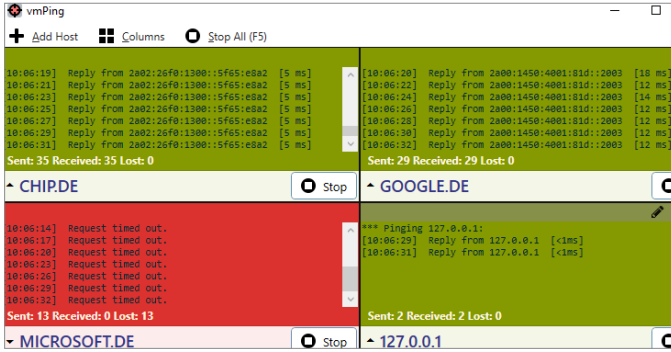 vmPing
Add Host Columns Stop All (F5)
10:06:19] Reply from 2a02:26f0:1300::5f65:e8a2 [5 ms]
10:06:21] Reply from 2a02:26f0:1300::5f65:e8a2 [5 ms]
10:06:23] Reply from 2a02:26f0:1300::5f65:e8a2 [5 ms]
10:06:25] Reply from 2a02:26f0:1300::5f65:e8a2 [5 ms]
10:06:27] Reply from 2a02:26f0:1300::5f65:e8a2 [5 ms]
10:06:29] Reply from 2a02:26f0:1300::5f65:e8a2 [5 ms]
10:06:31] Reply from 2a02:26f0:1300::5f65:e8a2 [5 ms]
Sent: 35 Received: 35 Lost: 0
CHIP.DE Stop
[10:06:20] Reply from 2a00:1450:4001:81d::2003 [18 ms]
[10:06:22] Reply from 2a00:1450:4001:81d::2003 [12 ms]
[10:06:24] Reply from 2a00:1450:4001:81d::2003 [14 ms]
[10:06:26] Reply from 2a00:1450:4001:81d::2003 [12 ms]
[10:06:28] Reply from 2a00:1450:4001:81d::2003 [12 ms]
[10:06:30] Reply from 2a00:1450:4001:81d::2003 [12 ms]
[10:06:32] Reply from 2a00:1450:4001:81d::2003 [12 ms]
Sent: 29 Received: 29 Lost: 0
GOOGLE.DE
10:06:14] Request timed out.
10:06:17] Request timed out.
10:06:20] Request timed out.
10:06:23] Request timed out.
10:06:26] Request timed out.
10:06:29] Request timed out.
10:06:32] Request timed out.
Sent: 13 Received: 0 Lost: 13
MICROSOFT.DE Stop
*** Pinging 127.0.0.1:
[10:06:29] Reply from 127.0.0.1 [<1ms]
[10:06:31] Reply from 127.0.0.1 [<1ms]
Sent: 2 Received: 2 Lost: 0
127.0.0.1